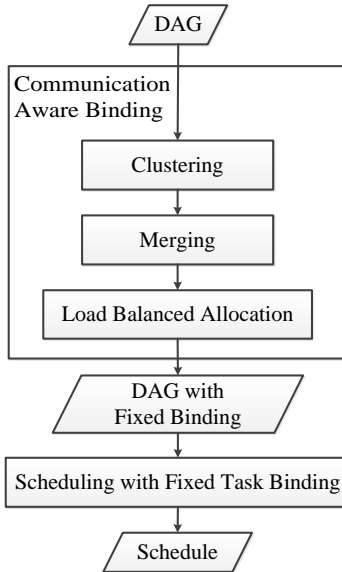 DAG
Communication
Aware Binding
Clustering
Merging
Load Balanced Allocation
DAG with
Fixed Binding
Scheduling with Fixed Task Binding
Schedule